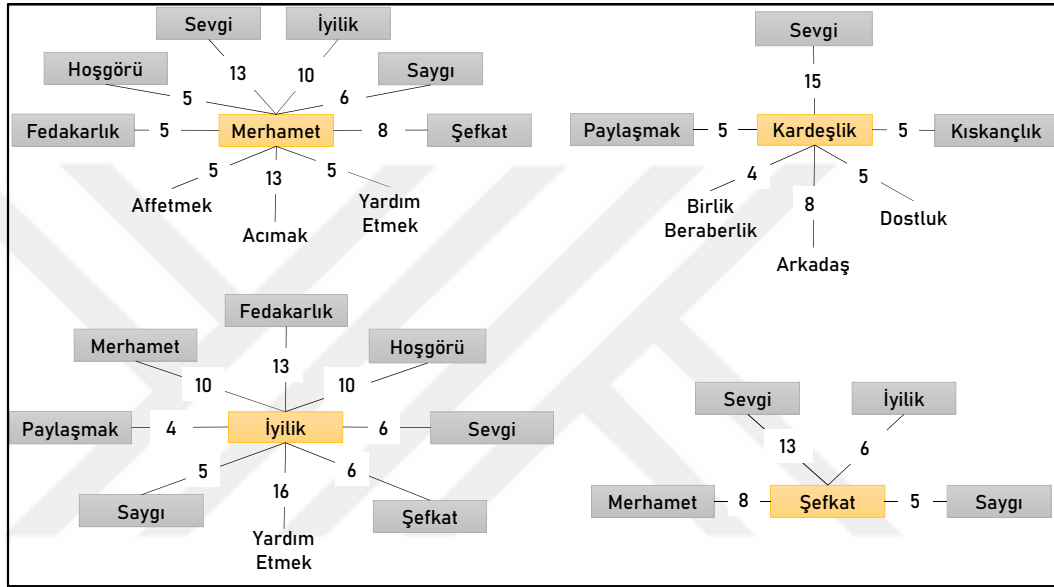 Sevgi
İyilik
Hoşgörü
Saygı
13
10
5
6
Fedakarlık
5
Merhamet
8
Şefkat
5
13
5
Affetmek
Acımak
Yardım
Etmek
Sevgi
15
Paylaşmak
5
Kardeşlik
5
Kıskançlık
4
8
5
Birlik
Beraberlik
Dostluk
Arkadaş
Fedakarlık
Merhamet
Hoşgörü
13
10
10
Paylaşmak
4
İyilik
6
Sevgi
5
16
6
Saygı
Şefkat
Yardım
Etmek
Sevgi
İyilik
13
6
Merhamet
8
Şefkat
5
Saygı